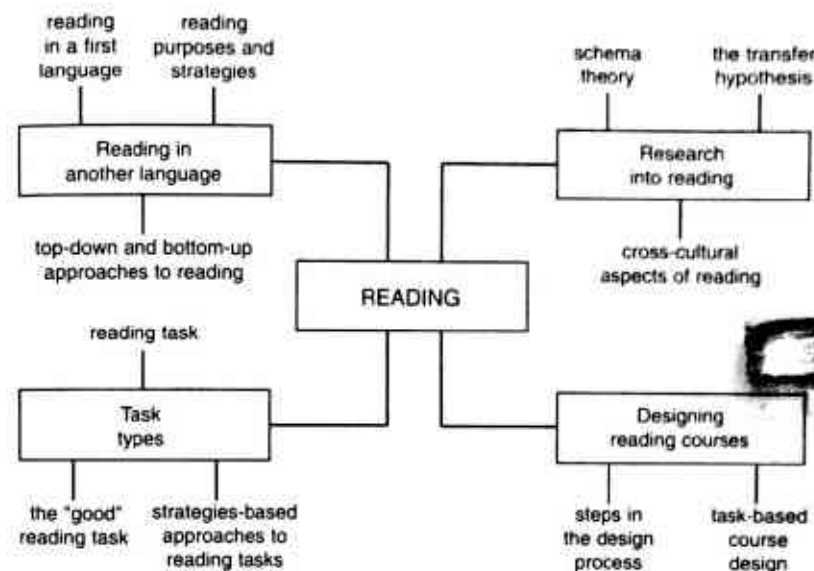 reading
in a first
language
reading
purposes and
strategies
Reading in
another language
top-down and bottom-up
approaches to reading
schema
theory
the transfer
hypothesis
Research
into reading
cross-cultural
aspects of reading
READING
reading task
Task
types
the "good"
reading task
strategies-based
approaches to
reading tasks
Designing
reading courses
steps in
the design
process
task-based
course
design